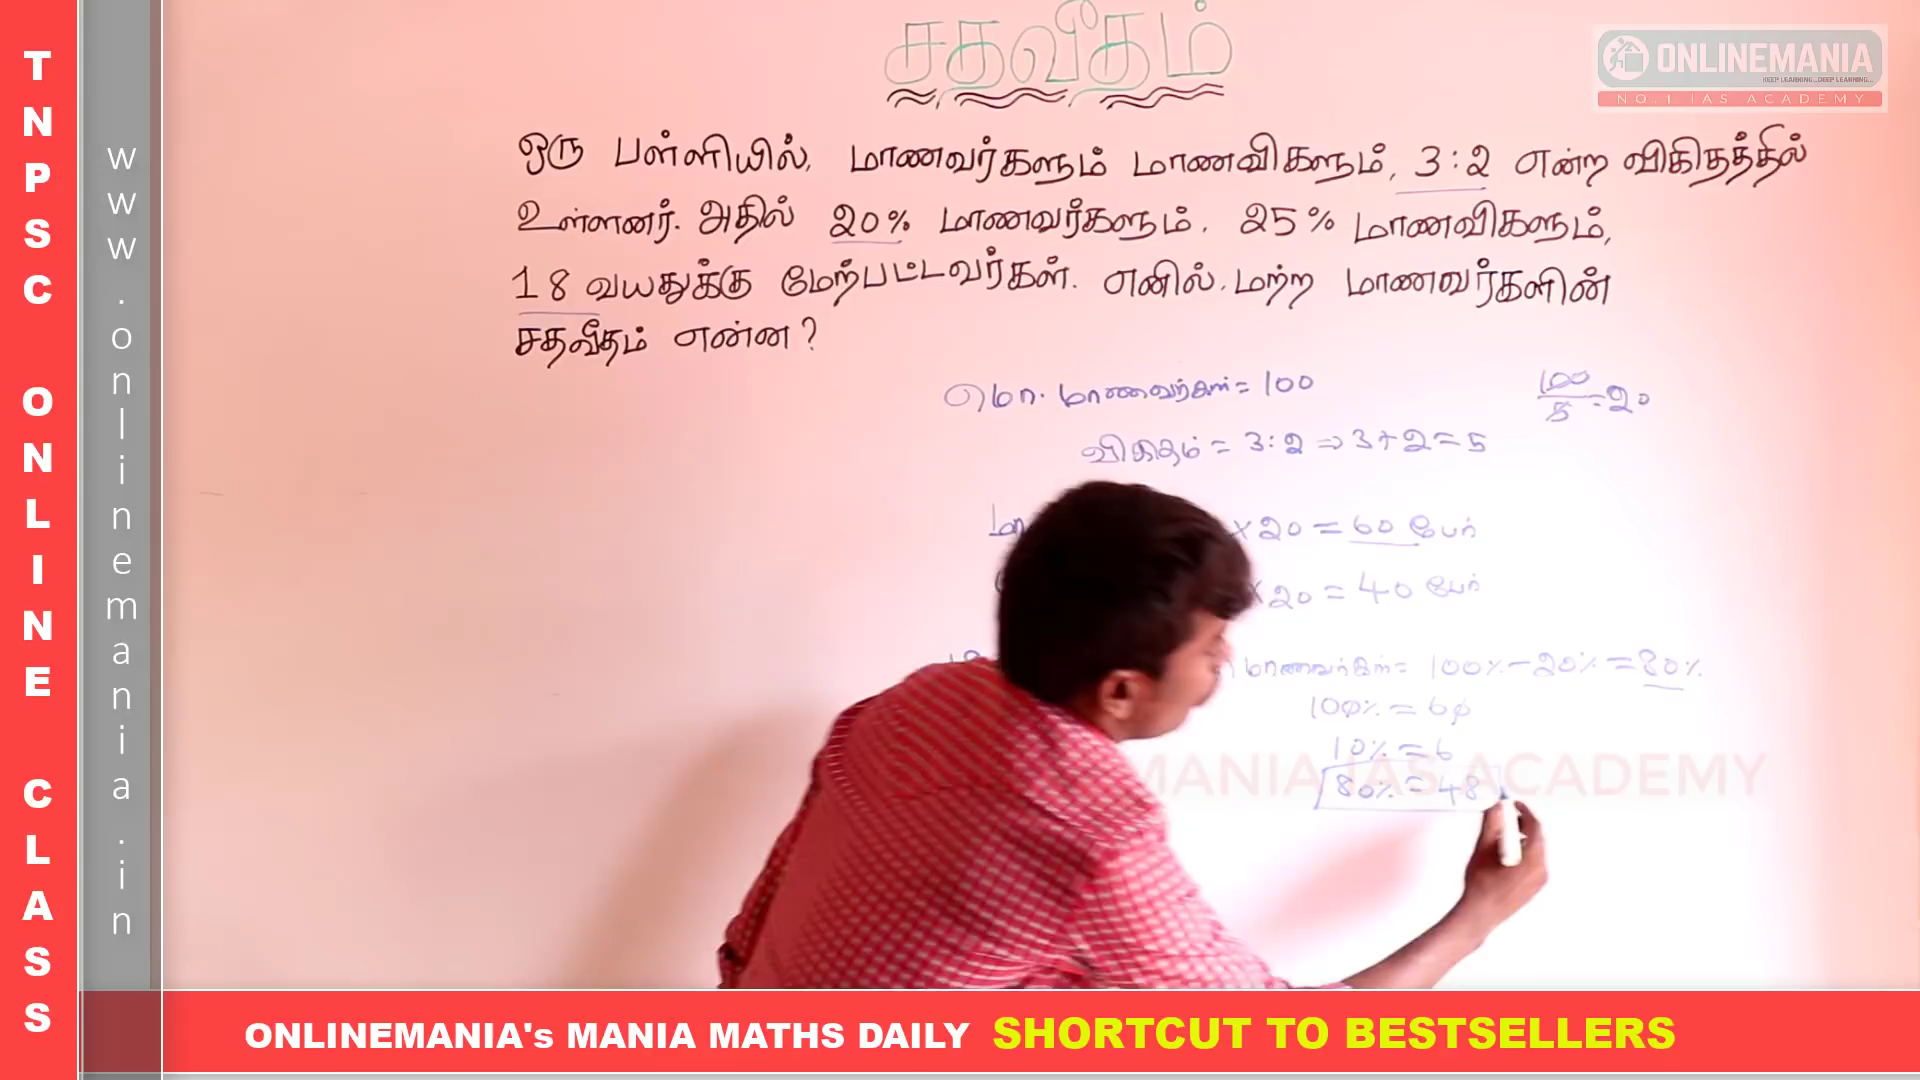 TNPSC ONLINE CLASS
www.onlinemania.in
சதவீதம்
ONLINEMANIA
DEEP LEARNING...DEEP LEARNING...
NO.1 IAS ACADEMY
ஒரு பள்ளியில், மாணவர்களும் மாணவிகளும், 3:2 என்ற விகிதத்தில்
உள்ளனர். அதில் 20% மாணவர்களும், 25% மாணவிகளும்,
18 வயதுக்கு மேற்பட்டவர்கள். எனில், மற்ற மாணவர்களின்
சதவீதம் என்ன?
மொ. மாணவர்கள் = 100
100/5 = 20
விகிதம் = 3:2 ⇒ 3+2=5
×20 = 60 பேர்
×20 = 40 பேர்
மாணவர்கள் = 100% - 20% = 80%
100% = 60
10% = 6
80% = 48
MANIA IAS ACADEMY
ONLINEMANIA's MANIA MATHS DAILY SHORTCUT TO BESTSELLERS